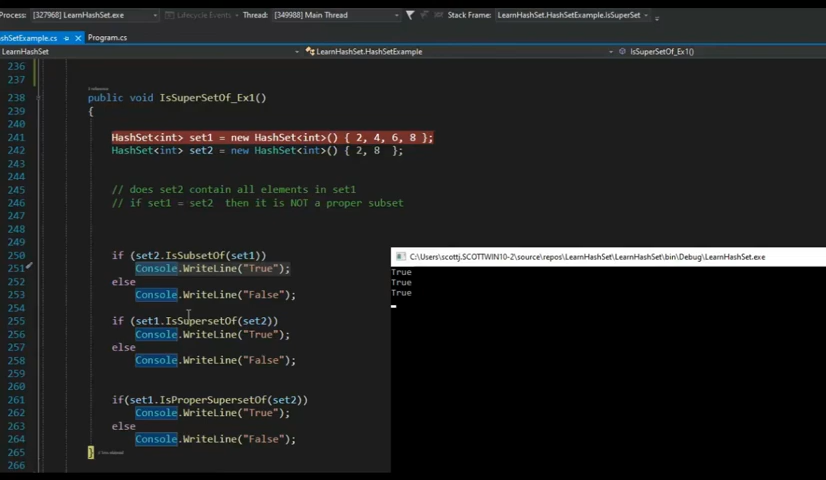 Process: [327968] LearnHashSet.exe Lifecycle Events Thread: [349988] Main Thread Stack Frame: LearnHashSet.HashSetExample.IsSuperSet
HashSetExample.cs Program.cs
LearnHashSet LearnHashSet.HashSetExample IsSuperSetOf_Ex1()
236
237
238 public void IsSuperSetOf_Ex1()
239 {
240
241 HashSet<int> set1 = new HashSet<int>() { 2, 4, 6, 8 };
242 HashSet<int> set2 = new HashSet<int>() { 2, 8 };
243
244
245 // does set2 contain all elements in set1
246 // if set1 = set2 then it is NOT a proper subset
247
248
249
250 if (set2.IsSubsetOf(set1))
251 Console.WriteLine("True");
252 else
253 Console.WriteLine("False");
254
255 if (set1.IsSupersetOf(set2))
256 Console.WriteLine("True");
257 else
258 Console.WriteLine("False");
259
260
261 if(set1.IsProperSupersetOf(set2))
262 Console.WriteLine("True");
263 else
264 Console.WriteLine("False");
265 }
266
C:\Users\scottj.SCOTTWIN10-2\source\repos\LearnHashSet\LearnHashSet\bin\Debug\LearnHashSet.exe
True
True
True